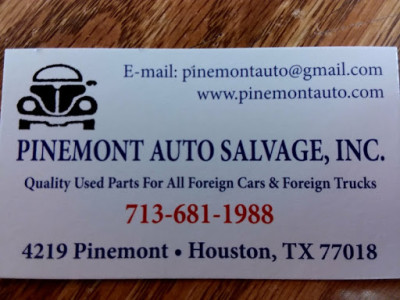 E-mail: pinemontauto@gmail.com
www.pinemontauto.com
PINEMONT AUTO SALVAGE, INC.
Quality Used Parts For All Foreign Cars & Foreign Trucks
713-681-1988
4219 Pinemont • Houston, TX 77018